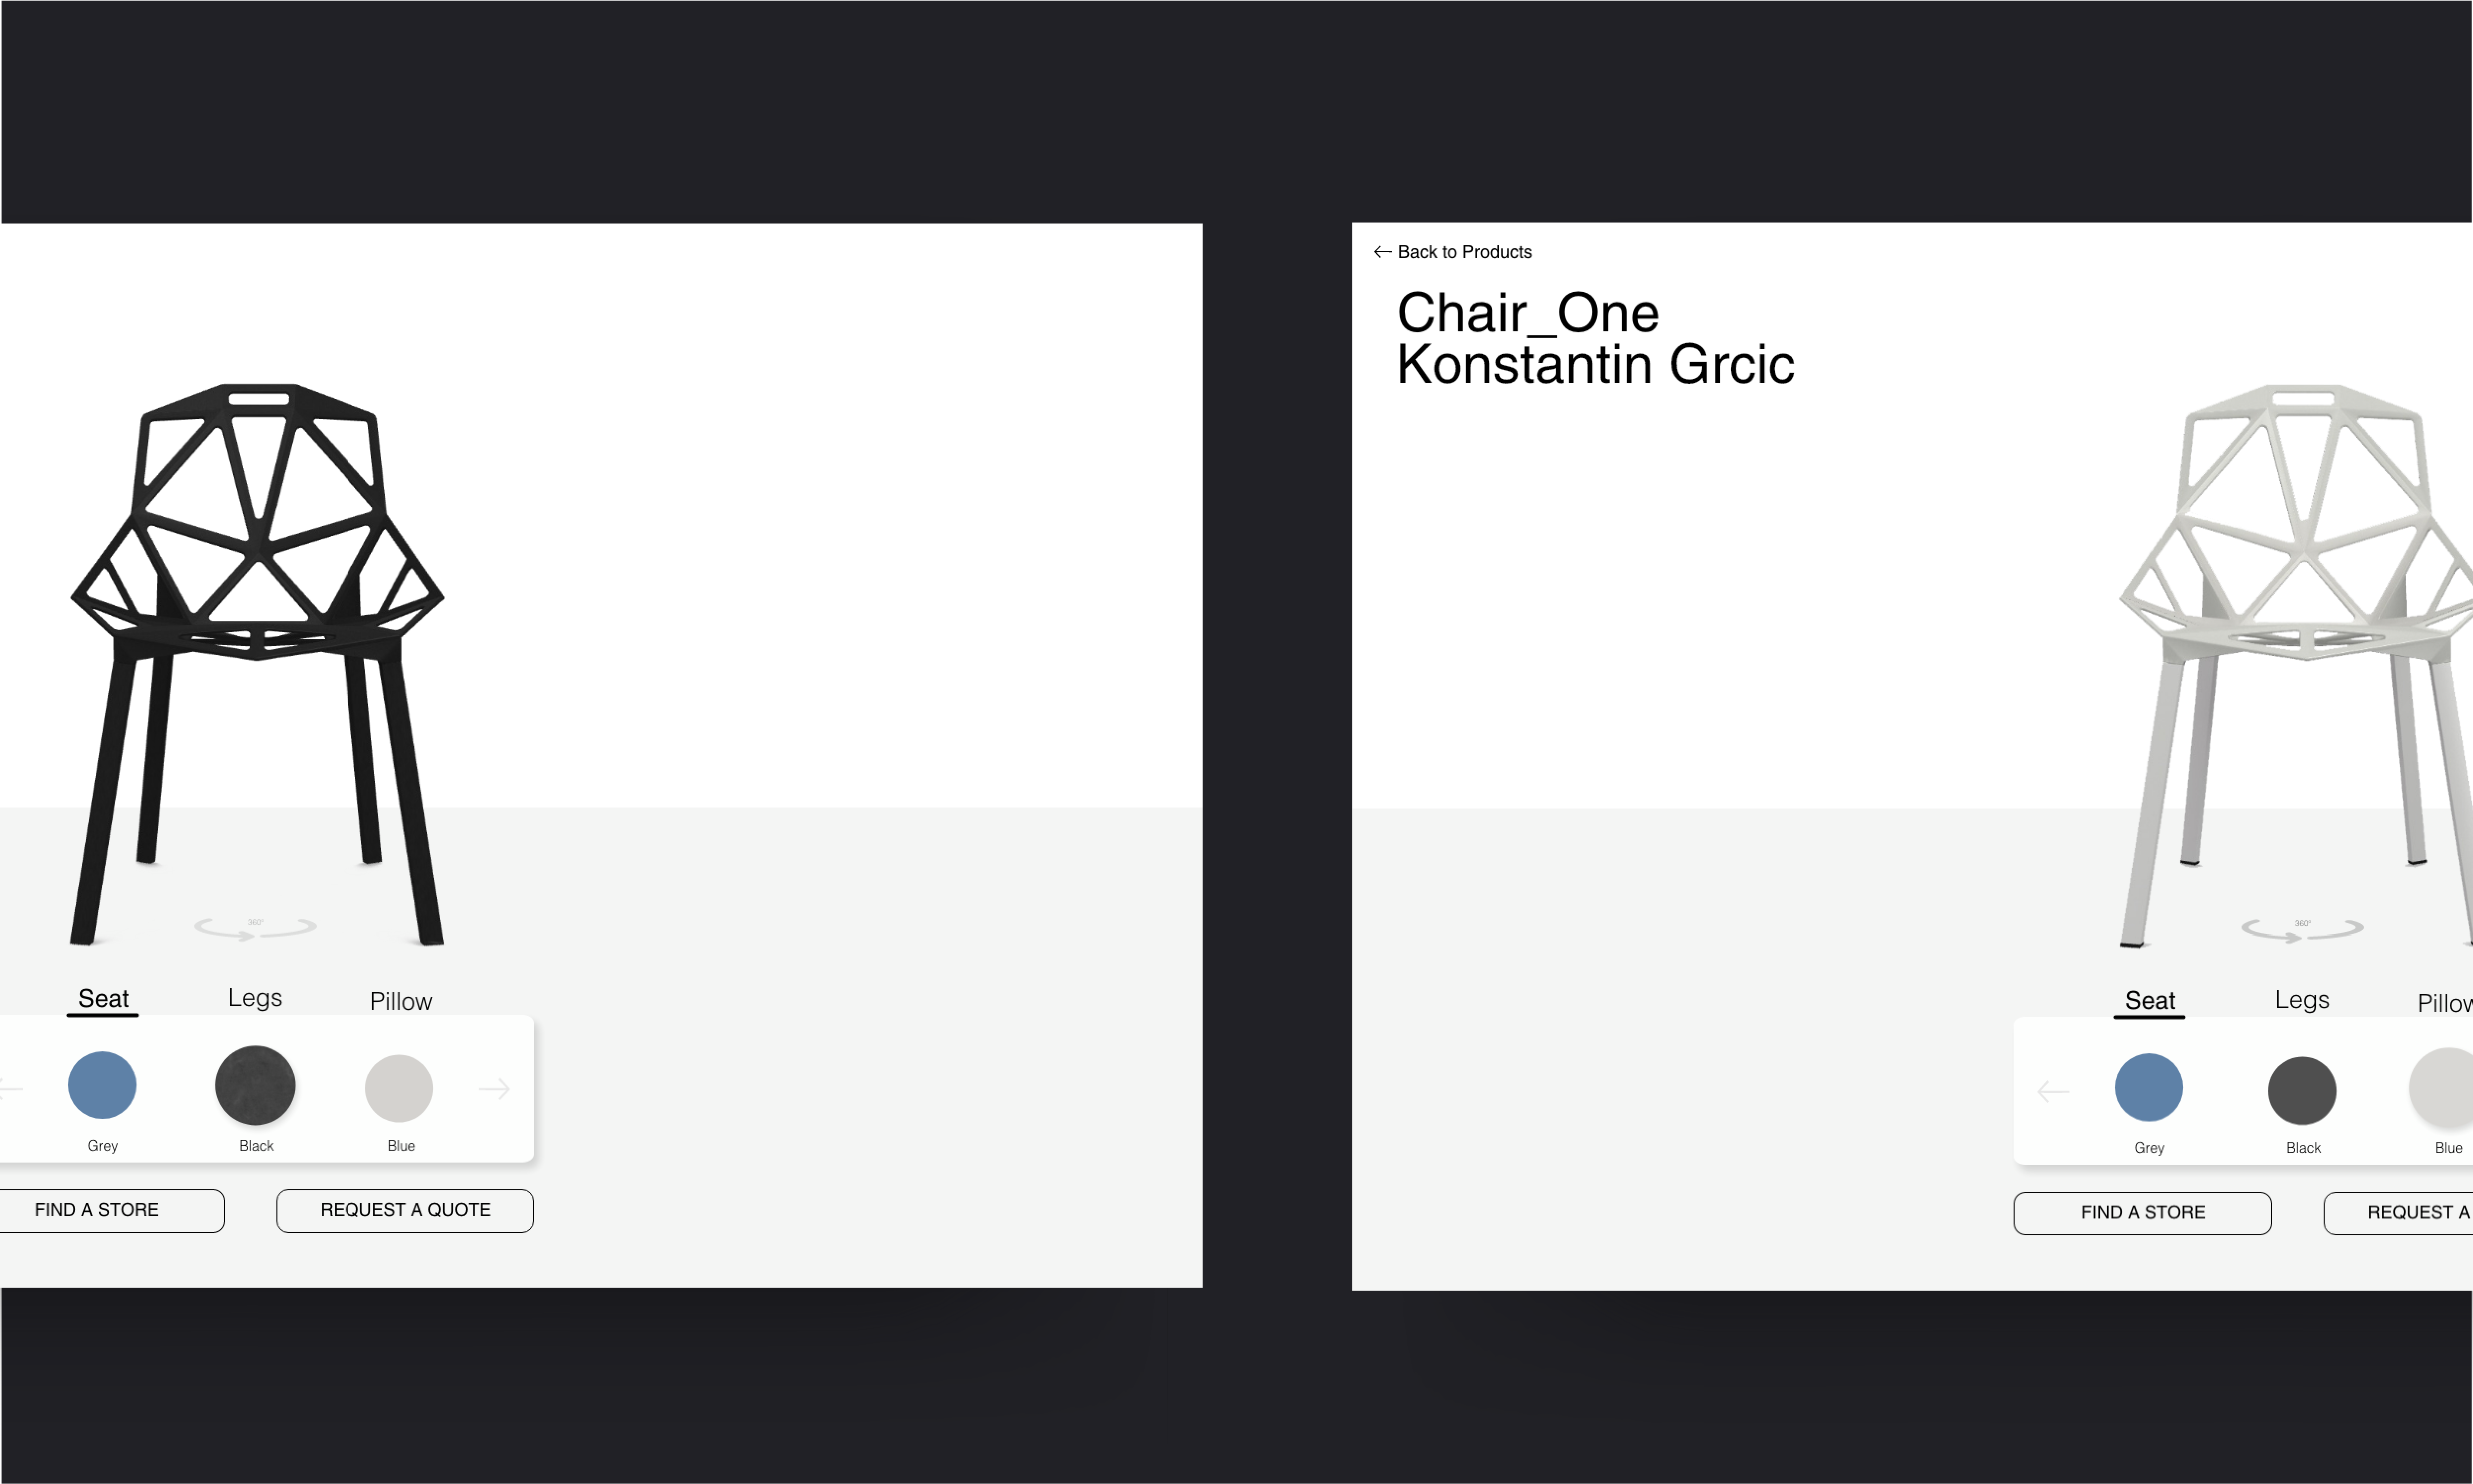 360°
Seat
Legs
Pillow
Grey
Black
Blue
FIND A STORE
REQUEST A QUOTE
Back to Products
Chair_One
Konstantin Grcic
360°
Seat
Legs
Pillow
Grey
Black
Blue
FIND A STORE
REQUEST A